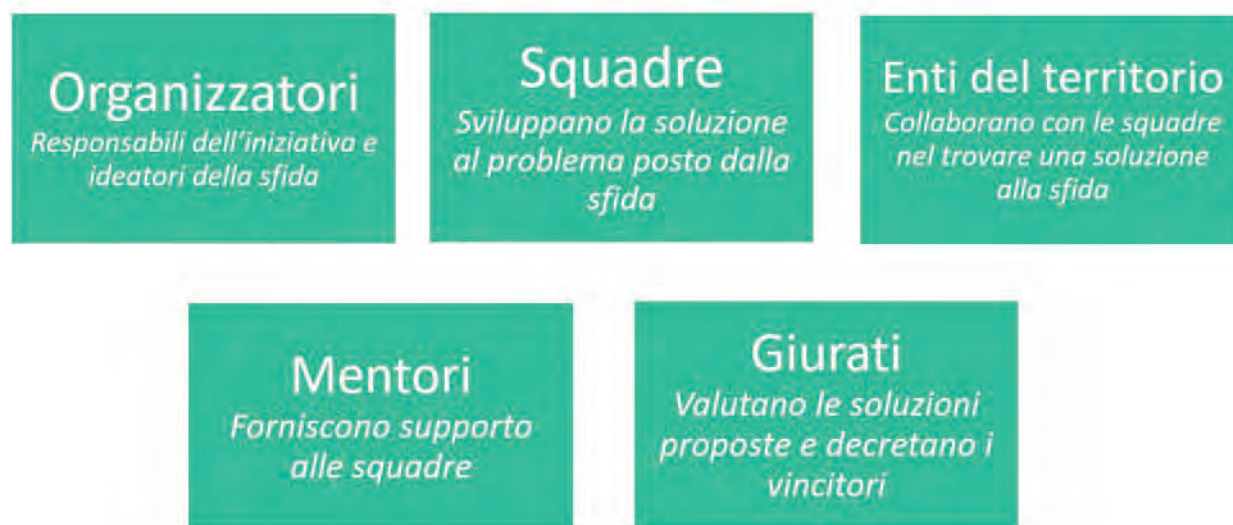 Organizzatori
Responsabili dell'iniziativa e
ideatori della sfida
Squadre
Sviluppano la soluzione
al problema posto dalla
sfida
Enti del territorio
Collaborano con le squadre
nel trovare una soluzione
alla sfida
Mentori
Forniscono supporto
alle squadre
Giurati
Valutano le soluzioni
proposte e decretano i
vincitori